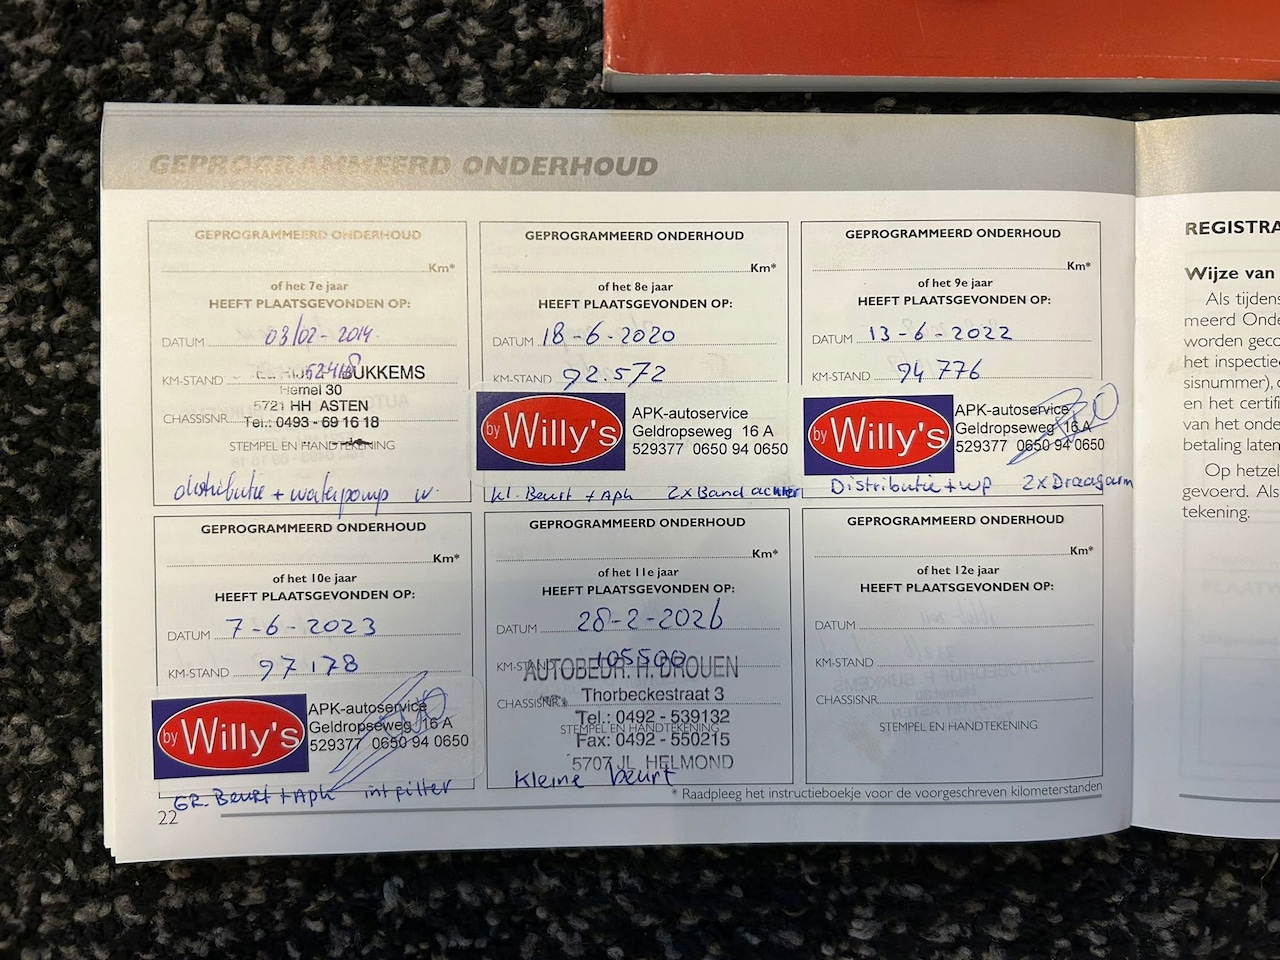 GEPROGRAMMEERD ONDERHOUD
GEPROGRAMMEERD ONDERHOUD
Km*
of het 7e jaar
HEEFT PLAATSGEVONDEN OP:
DATUM 03/02-2014.
KM-STAND 52418
BUKKEMS
Hemel 30
5721 HH ASTEN
CHASSISNR.
Tel.: 0493 - 69 16 18
STEMPEL EN HANDTEKENING
distributie + waterpomp v.
GEPROGRAMMEERD ONDERHOUD
Km*
of het 8e jaar
HEEFT PLAATSGEVONDEN OP:
DATUM 18-6-2020
KM-STAND 92.572
by Willy's
APK-autoservice
Geldropseweg 16 A
529377 0650 94 0650
kl. Beurt + Apk 2x Band achter
GEPROGRAMMEERD ONDERHOUD
Km*
of het 9e jaar
HEEFT PLAATSGEVONDEN OP:
DATUM 13-6-2022
KM-STAND 94776
by Willy's
APK-autoservice
Geldropseweg 16 A
529377 0650 94 0650
Distributie + wp 2x Draagarm
GEPROGRAMMEERD ONDERHOUD
Km*
of het 10e jaar
HEEFT PLAATSGEVONDEN OP:
DATUM 7-6-2023
KM-STAND 97178
by Willy's
APK-autoservice
Geldropseweg 16 A
529377 0650 94 0650
GR. Beurt + Apk int filter
GEPROGRAMMEERD ONDERHOUD
Km*
of het 11e jaar
HEEFT PLAATSGEVONDEN OP:
DATUM 28-2-2026
KM-STAND 105500
AUTOBEDR. H. DROUEN
Thorbeckestraat 3
CHASSISNR.
Tel.: 0492 - 539132
STEMPEL EN HANDTEKENING
Fax: 0492 - 550215
5707 JL HELMOND
Kleine beurt
GEPROGRAMMEERD ONDERHOUD
Km*
of het 12e jaar
HEEFT PLAATSGEVONDEN OP:
DATUM
KM-STAND
CHASSISNR.
STEMPEL EN HANDTEKENING
* Raadpleeg het instructieboekje voor de voorgeschreven kilometerstanden
22
REGISTRA
Wijze van
Als tijdens
meerd Onde
worden geco
het inspectie
sisnummer), d
en het certifi
van het onde
betaling laten
Op hetzel
gevoerd. Als
tekening.